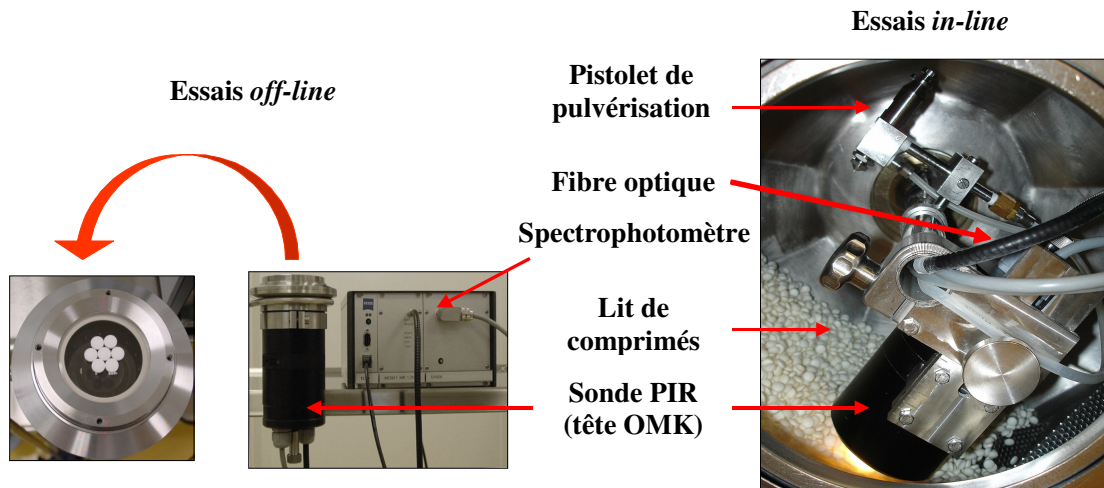 Essais in-line
Essais off-line
Pistolet de
pulvérisation
Fibre optique
Spectrophotomètre
Lit de
comprimés
Sonde PIR
(tête OMK)